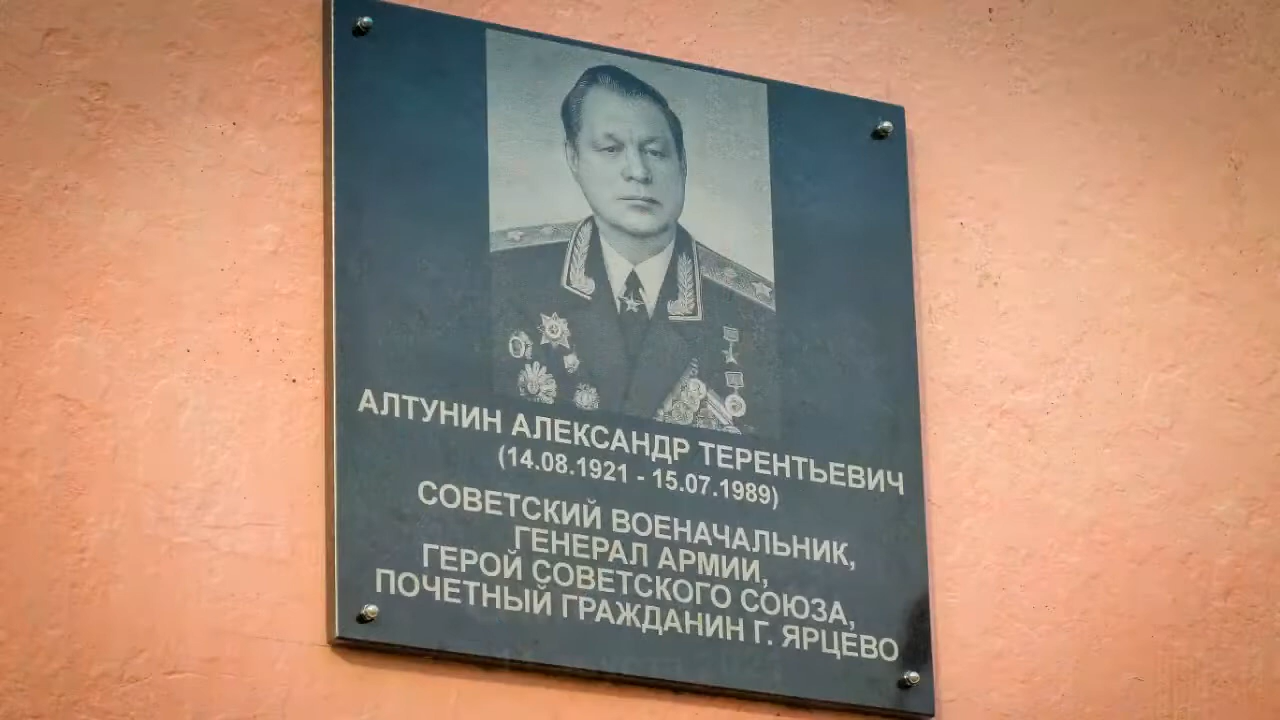 АЛТУНИН АЛЕКСАНДР ТЕРЕНТЬЕВИЧ
(14.08.1921 - 15.07.1989)
СОВЕТСКИЙ ВОЕНАЧАЛЬНИК,
ГЕНЕРАЛ АРМИИ,
ГЕРОЙ СОВЕТСКОГО СОЮЗА,
ПОЧЕТНЫЙ ГРАЖДАНИН Г. ЯРЦЕВО